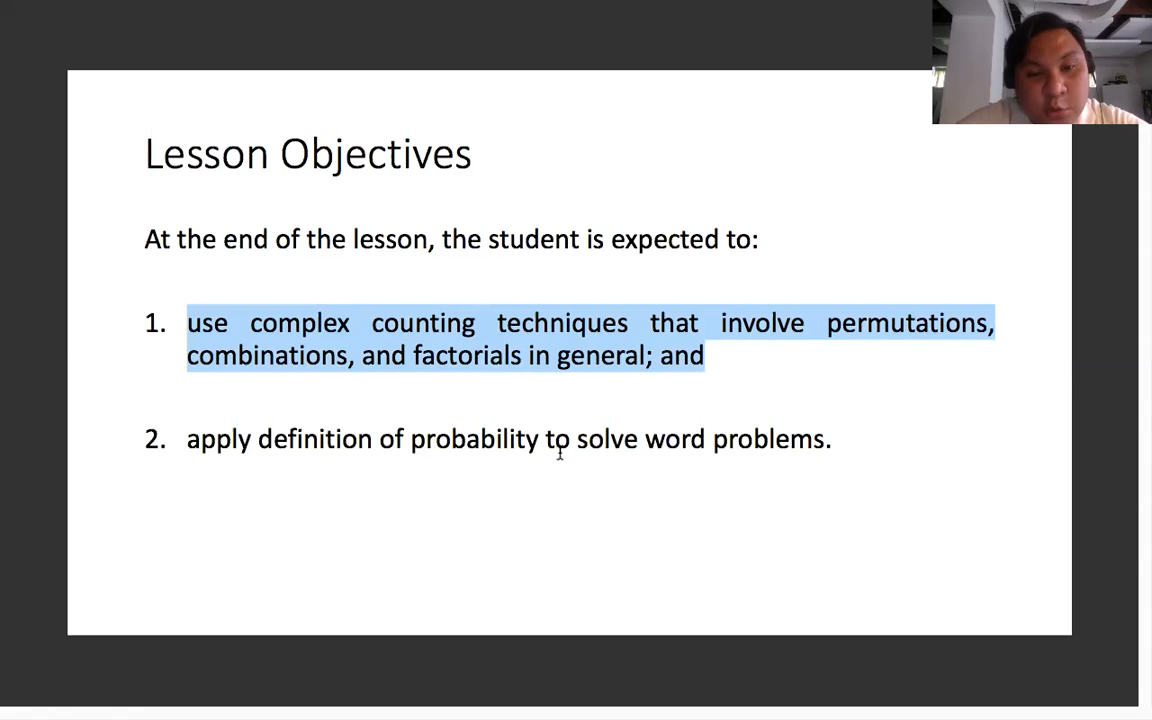 Lesson Objectives
At the end of the lesson, the student is expected to:
1. use complex counting techniques that involve permutations,
combinations, and factorials in general; and
2. apply definition of probability to solve word problems.